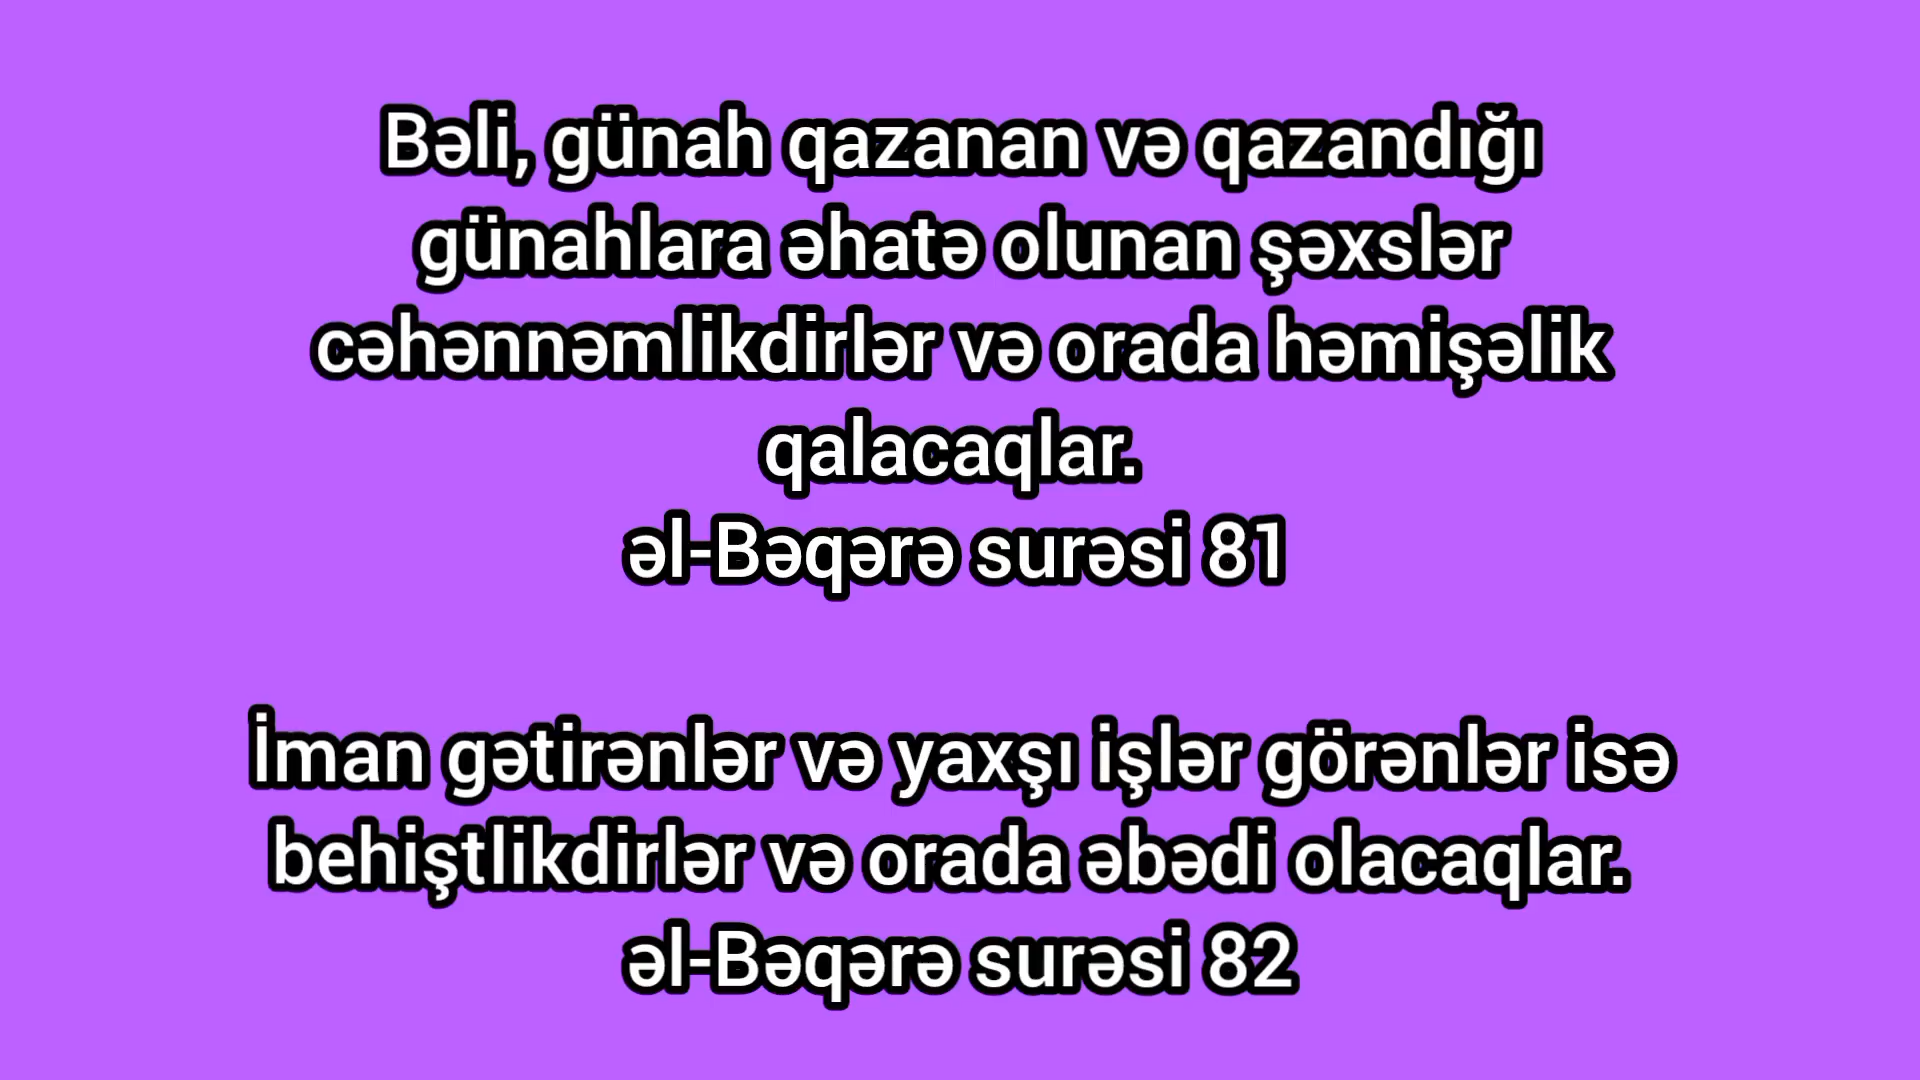 Bəli, günah qazanan və qazandığı
günahlara əhatə olunan şəxslər
cəhənnəmlikdirlər və orada həmişəlik
qalacaqlar.
əl-Bəqərə surəsi 81
İman gətirənlər və yaxşı işlər görənlər isə
behiştlikdirlər və orada əbədi olacaqlar.
əl-Bəqərə surəsi 82